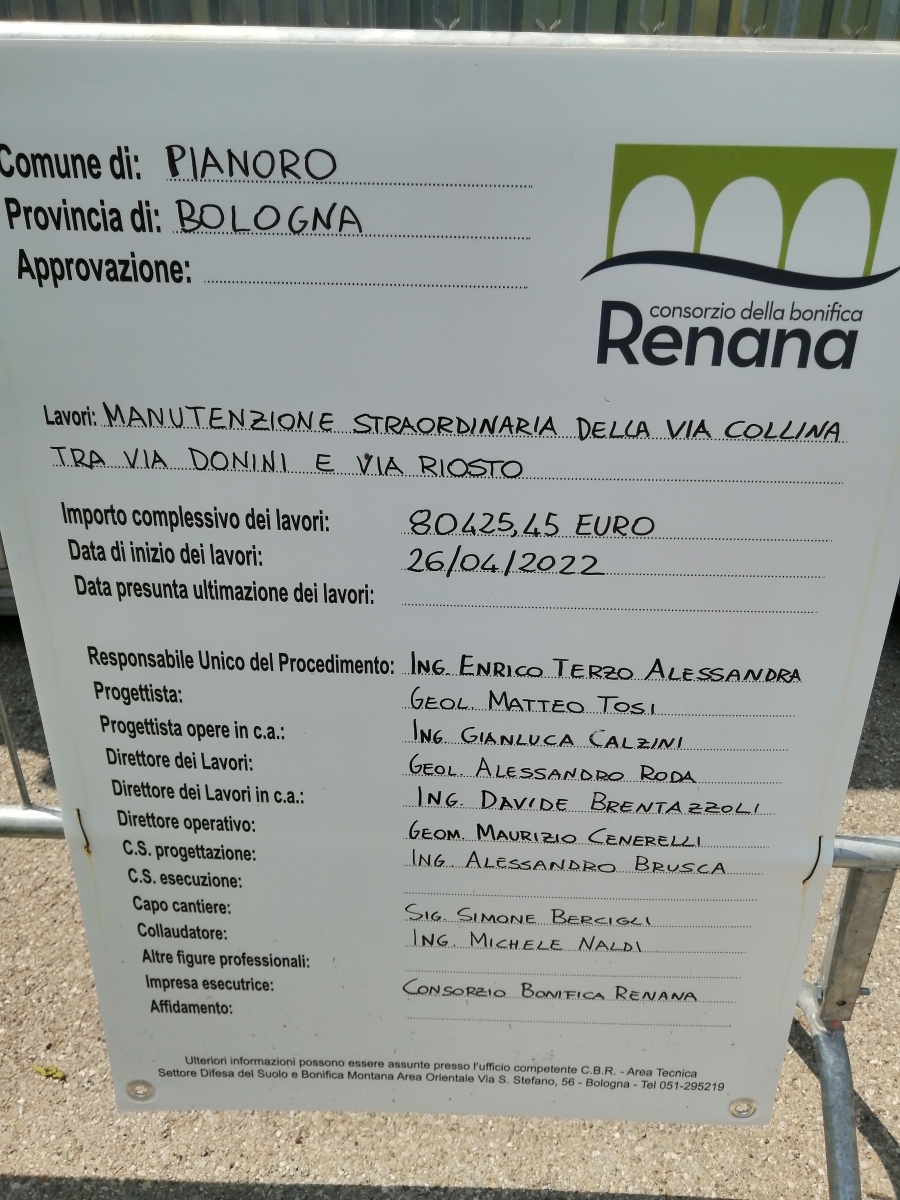 Comune di: PIANORO
Provincia di: BOLOGNA
Approvazione:
consorzio della bonifica
Renana
Lavori: MANUTENZIONE STRAORDINARIA DELLA VIA COLLINA
TRA VIA DONINI E VIA RIOSTO
Importo complessivo dei lavori: 80425,45 EURO
Data di inizio dei lavori: 26/04/2022
Data presunta ultimazione dei lavori:
Responsabile Unico del Procedimento: ING. ENRICO TERZO ALESSANDRA
Progettista: GEOL. MATTEO TOSI
Progettista opere in c.a.: ING. GIANLUCA CALZINI
Direttore dei Lavori: GEOL. ALESSANDRO RODA
Direttore dei Lavori in c.a.: ING. DAVIDE BRENTAZZOLI
Direttore operativo: GEOM. MAURIZIO CENERELLI
C.S. progettazione: ING. ALESSANDRO BRUSCA
C.S. esecuzione:
Capo cantiere: SIG. SIMONE BERCIGLI
Collaudatore: ING. MICHELE NALDI
Altre figure professionali:
Impresa esecutrice: CONSORZIO BONIFICA RENANA
Affidamento:
Ulteriori informazioni possono essere assunte presso l'ufficio competente C.B.R. - Area Tecnica
Settore Difesa del Suolo e Bonifica Montana Area Orientale Via S. Stefano, 56 - Bologna - Tel 051-295219